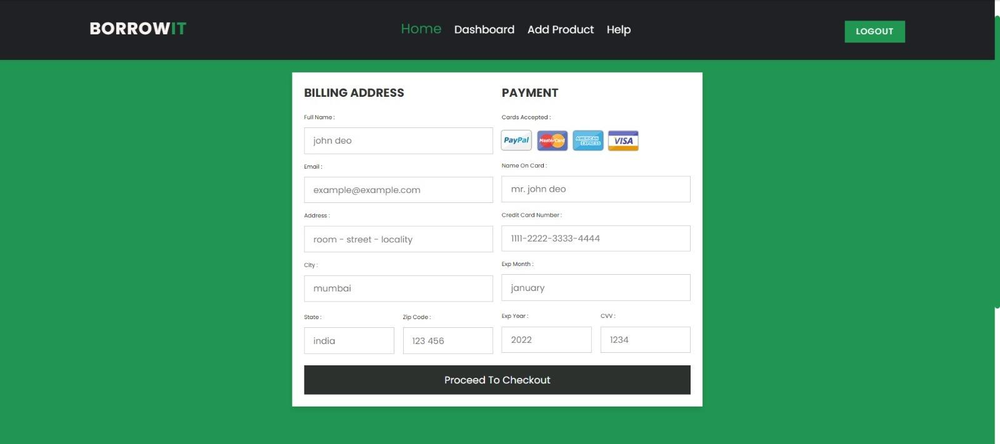 BORROWIT
Home Dashboard Add Product Help
LOGOUT
BILLING ADDRESS
Full Name :
john deo
Email :
example@example.com
Address :
room - street - locality
City :
mumbai
State : Zip Code :
india 123 456
PAYMENT
Cards Accepted :
PayPal MasterCard AMERICAN EXPRESS VISA
Name On Card :
mr. john deo
Credit Card Number :
1111-2222-3333-4444
Exp Month :
january
Exp Year : CVV :
2022 1234
Proceed To Checkout